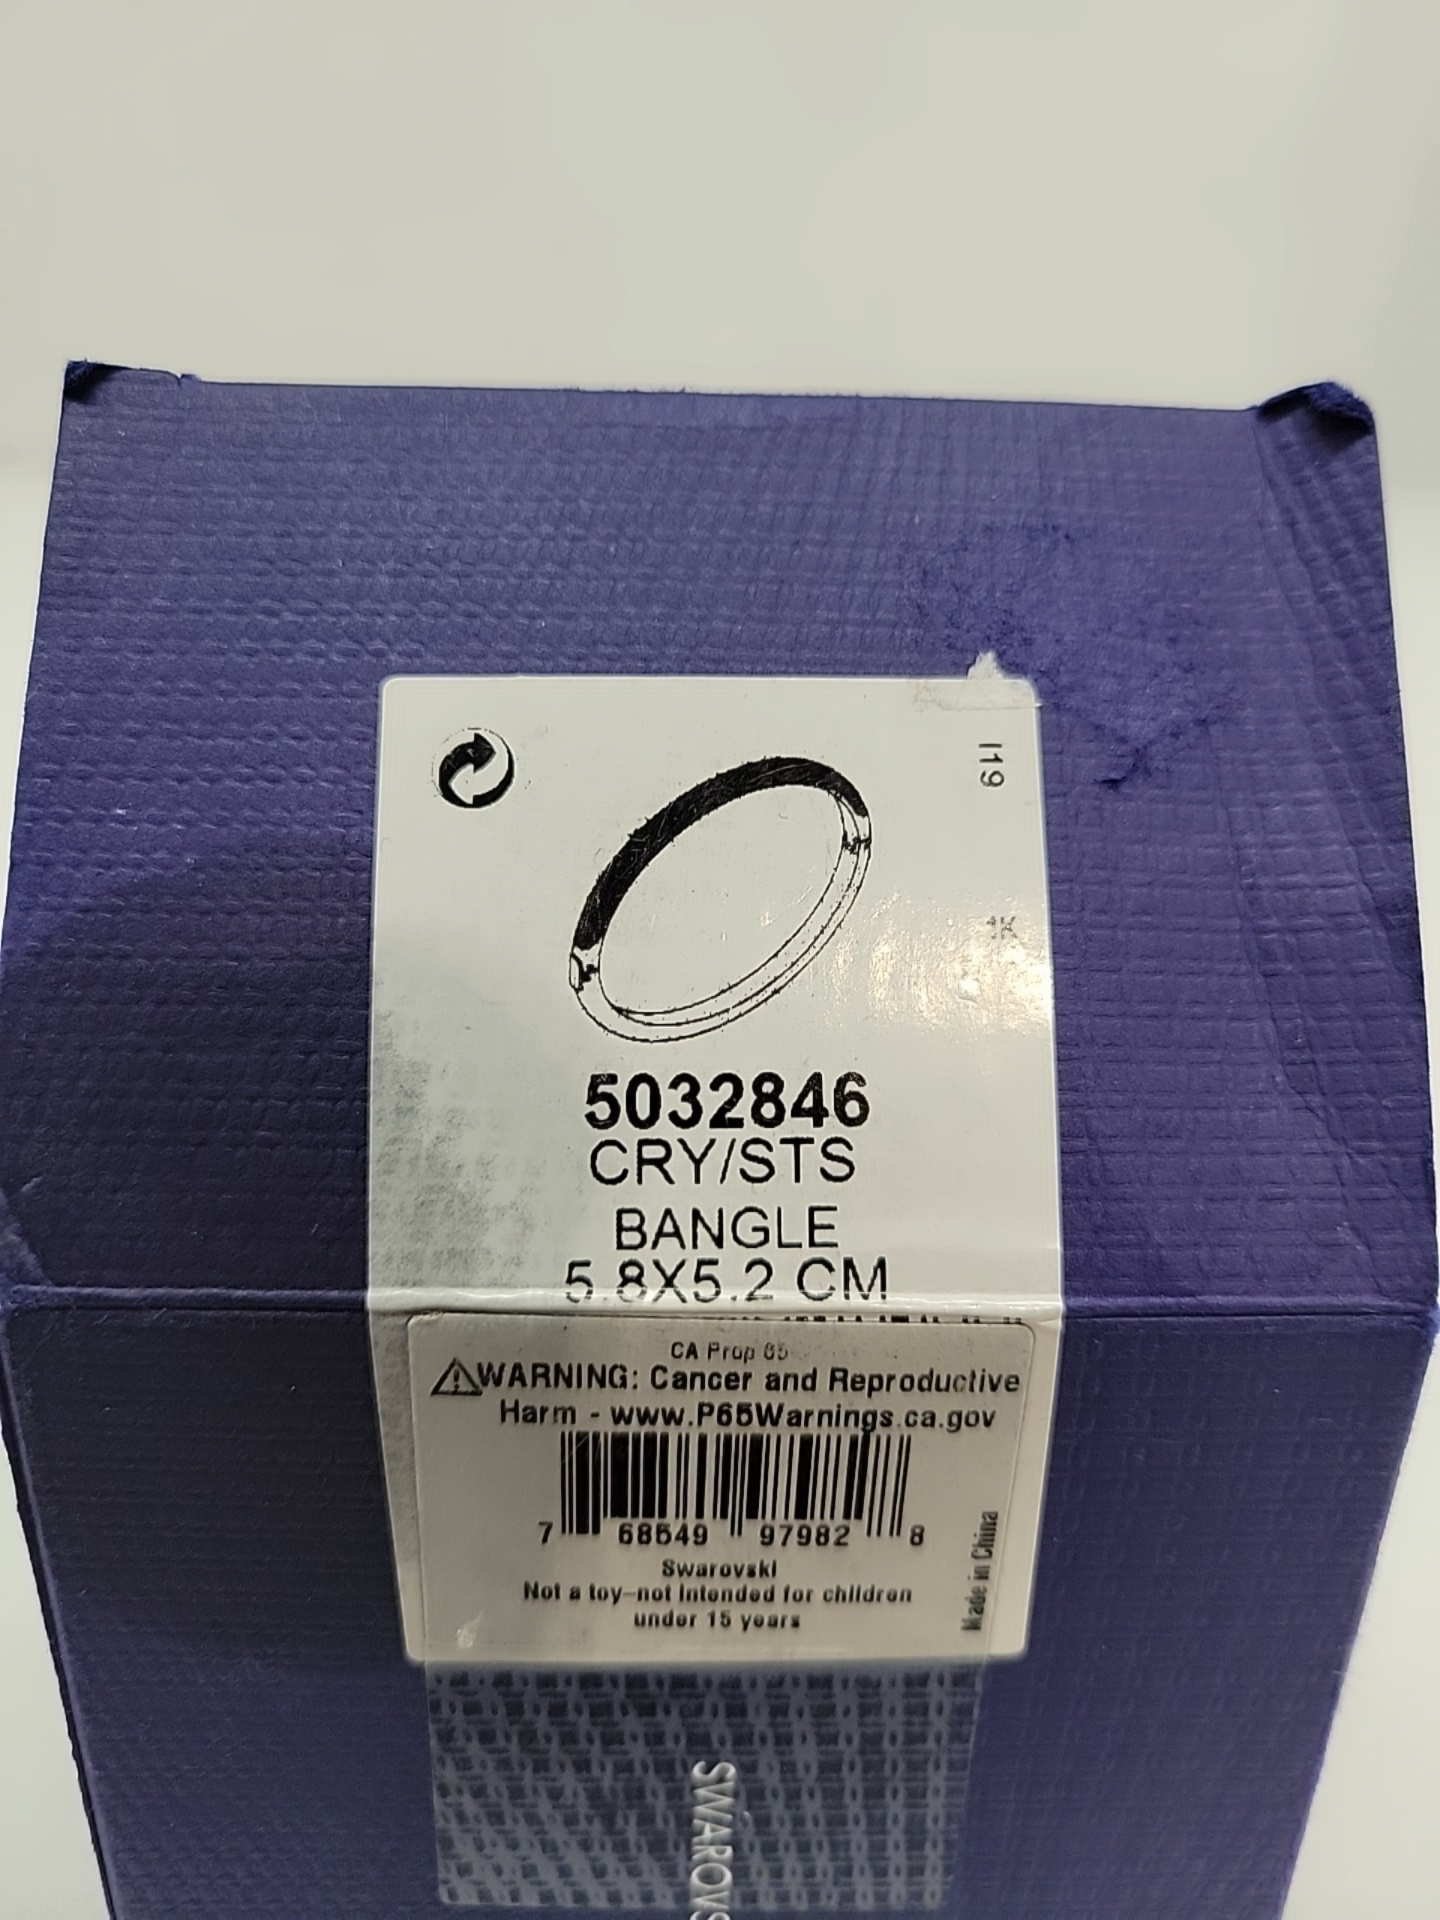 I19
5032846
CRY/STS
BANGLE
5.8X5.2 CM
CA Prop 65
WARNING: Cancer and Reproductive
Harm - www.P65Warnings.ca.gov
7 68549 97982 8
Swarovski
Not a toy-not intended for children
under 15 years
Made in China